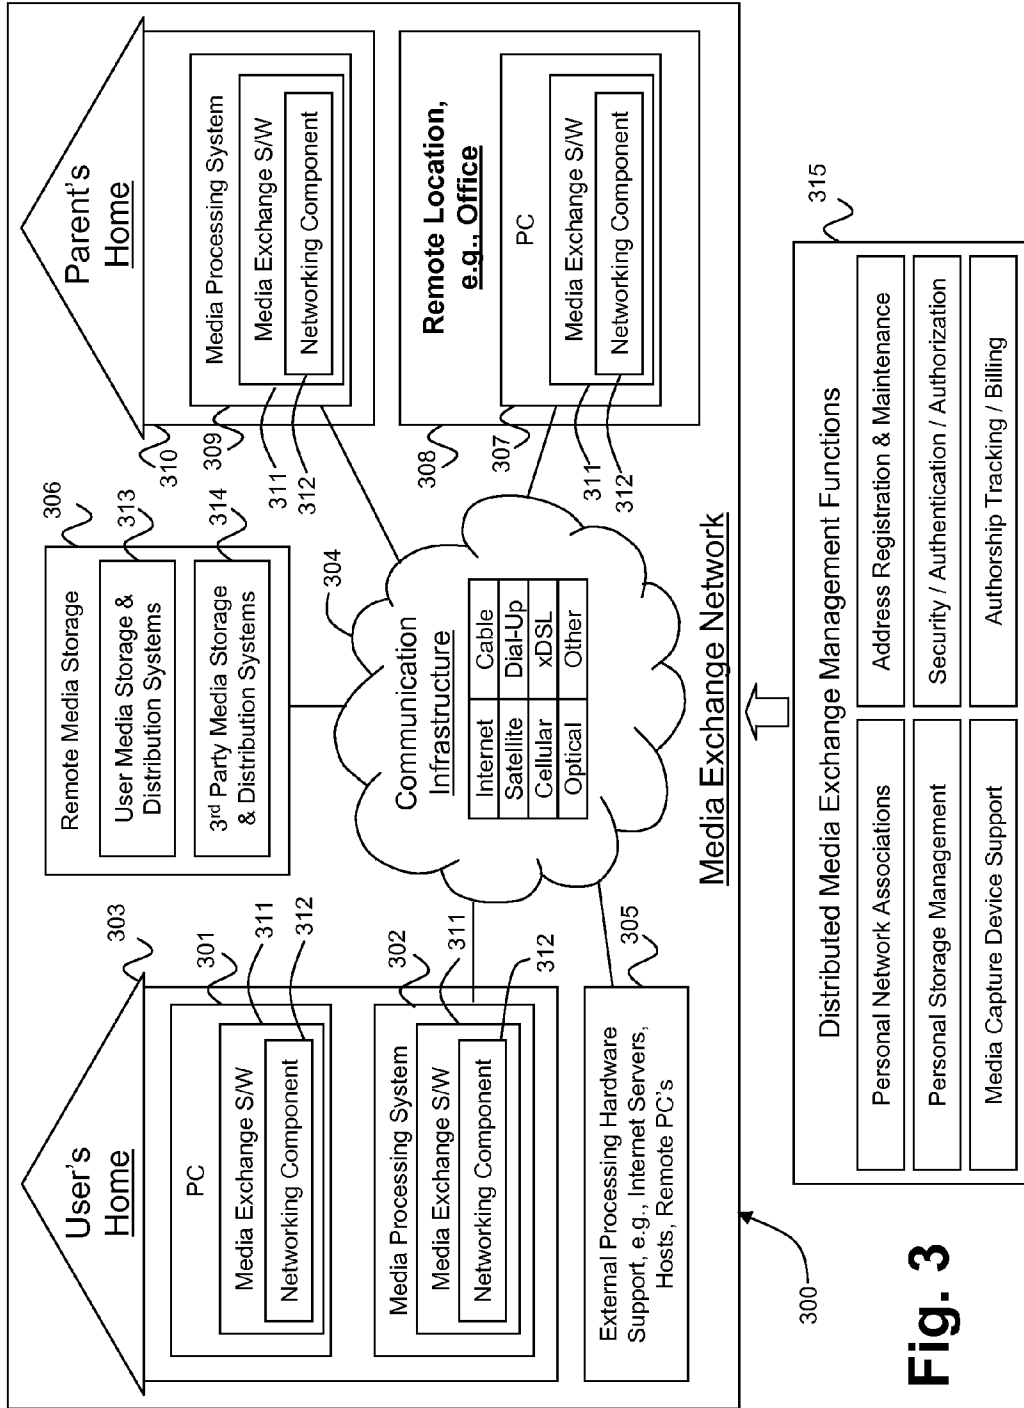 User's
Home
303
PC
301
Media Exchange S/W
311
Networking Component
312
Media Processing System
302
Media Exchange S/W
311
Networking Component
312
External Processing Hardware
Support, e.g., Internet Servers,
Hosts, Remote PC's
305
Remote Media Storage
306
User Media Storage &
Distribution Systems
313
3rd Party Media Storage
& Distribution Systems
314
304
Communication
Infrastructure
Internet Cable
Satellite Dial-Up
Cellular xDSL
Optical Other
Parent's
Home
310
Media Processing System
309
Media Exchange S/W
311
Networking Component
312
Remote Location,
e.g., Office
308
PC
307
Media Exchange S/W
311
Networking Component
312
Media Exchange Network
300
315
Distributed Media Exchange Management Functions
Personal Network Associations
Address Registration & Maintenance
Personal Storage Management
Security / Authentication / Authorization
Media Capture Device Support
Authorship Tracking / Billing
Fig. 3